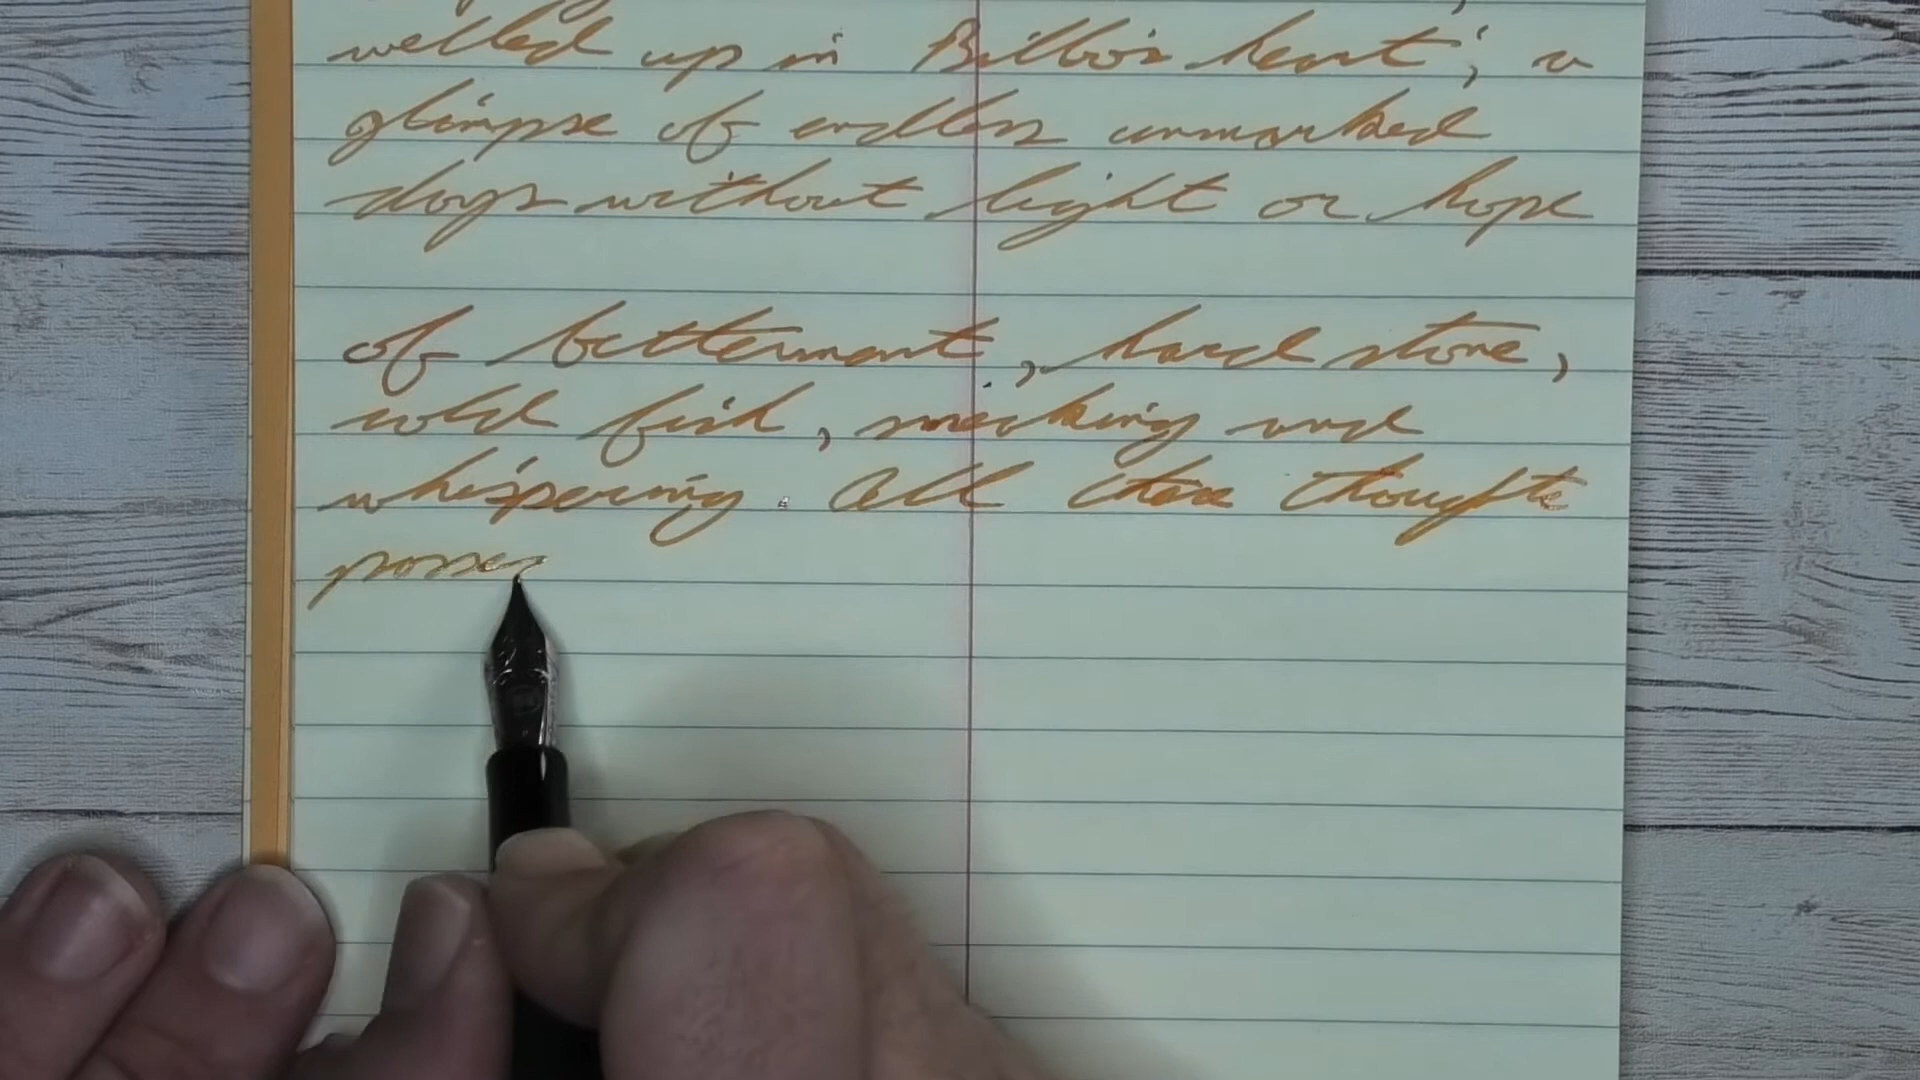 welled up in Bilbo's heart; a
glimpse of endless unmarked
days without light or hope
of betterment, hard stone,
cold fish, sneaking and
whispering. All these thoughts
passe